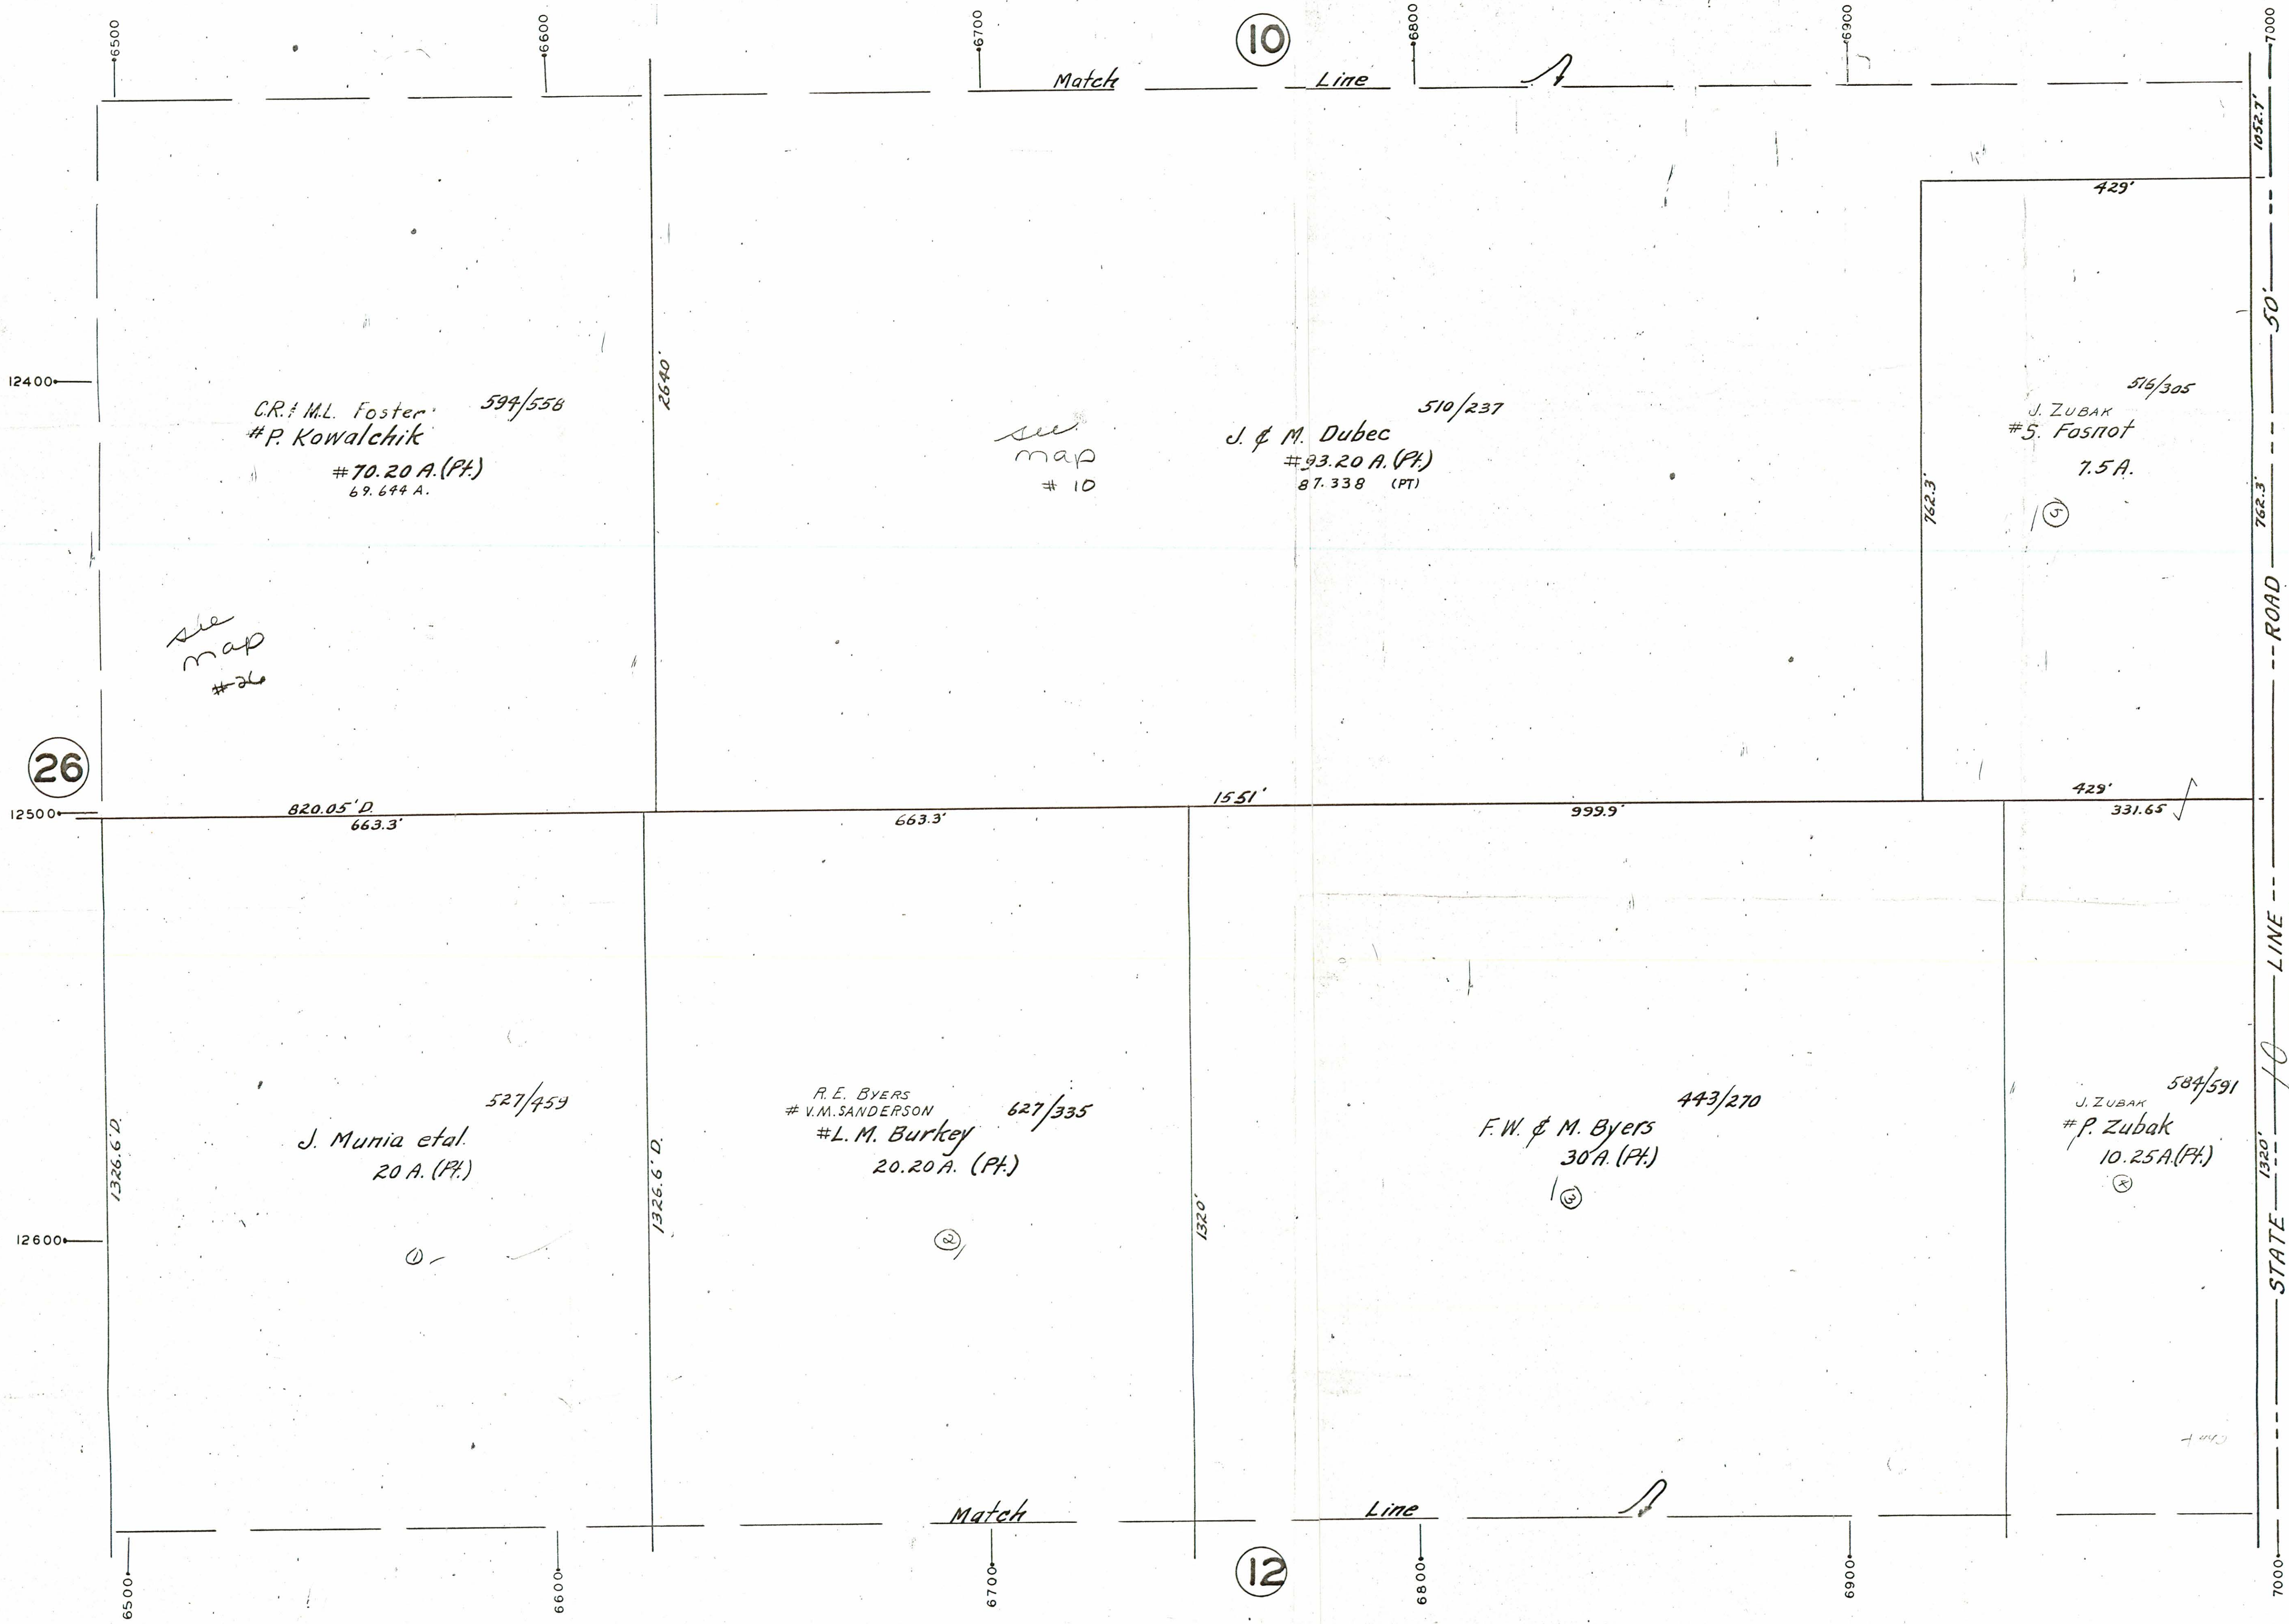 6500
6600
6700
10
6800
6900
7000
Match Line
1052.7'
429'
50'
2640'
12400
C.R. & M.L. Foster 594/558
#P. Kowalchik
#70.20 A. (Pt.)
69.644 A.
see
map
# 10
510/237
J. & M. Dubec
#93.20 A. (Pt.)
87.338 (PT)
516/305
J. ZUBAK
#S. Fosnot
7.5 A.
5
762.3'
762.3'
ROAD
see
map
#26
26
12500
820.05' D.
1551'
429'
663.3'
663.3'
999.9'
331.65
LINE
10
1326.6' D.
527/459
J. Munia etal.
20 A. (Pt.)
1
1326.6' D.
R.E. BYERS
# V.M. SANDERSON 627/335
#L. M. Burkey
20.20 A. (Pt.)
2
1320'
443/270
F.W. & M. Byers
30 A. (Pt.)
3
584/591
J. ZUBAK
#P. Zubak
10.25 A. (Pt.)
1320'
STATE
12600
Match Line
6500
6600
6700
12
6800
6900
7000